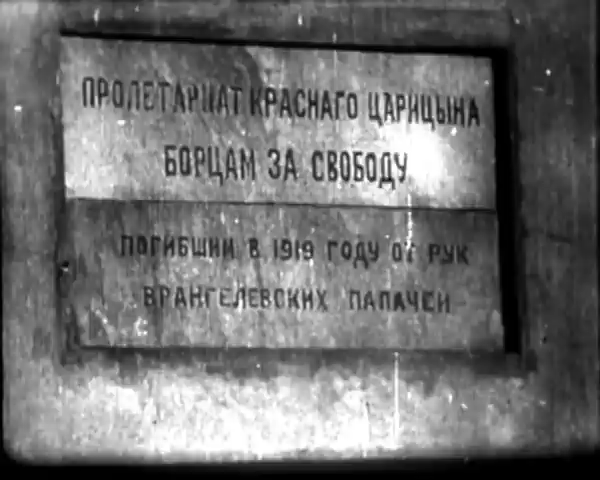 ПРОЛЕТАРИАТ КРАСНАГО ЦАРИЦЫНА
БОРЦАМ ЗА СВОБОДУ
ПОГИБШИМ В 1919 ГОДУ ОТ РУК
ВРАНГЕЛЕВСКИХ ПАЛАЧЕЙ